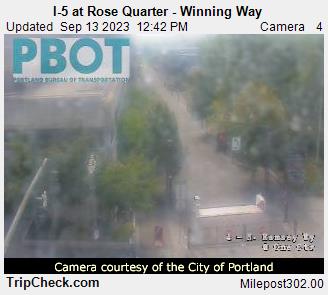 I-5 at Rose Quarter - Winning Way
Updated Sep 13 2023 12:42 PM Camera 4
PBOT
PORTLAND BUREAU OF TRANSPORTATION
Camera courtesy of the City of Portland
TripCheck.com Milepost302.00